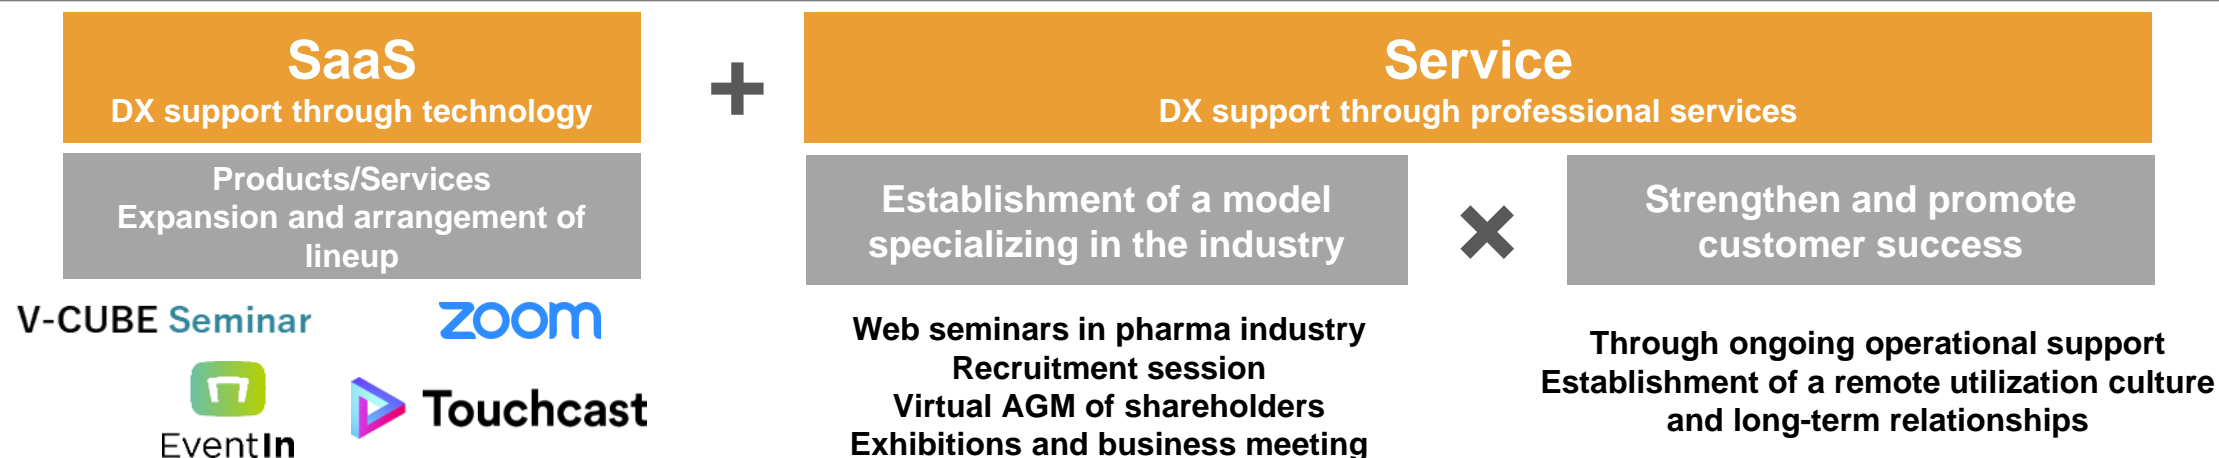 SaaS
DX support through technology
Service
DX support through professional services
Products/Services
Expansion and arrangement of
lineup
Establishment of a model
specializing in the industry
Strengthen and promote
customer success
V-CUBE Seminar
zoom
EventIn
Touchcast
Web seminars in pharma industry
Recruitment session
Virtual AGM of shareholders
Exhibitions and business meeting
Through ongoing operational support
Establishment of a remote utilization culture
and long-term relationships